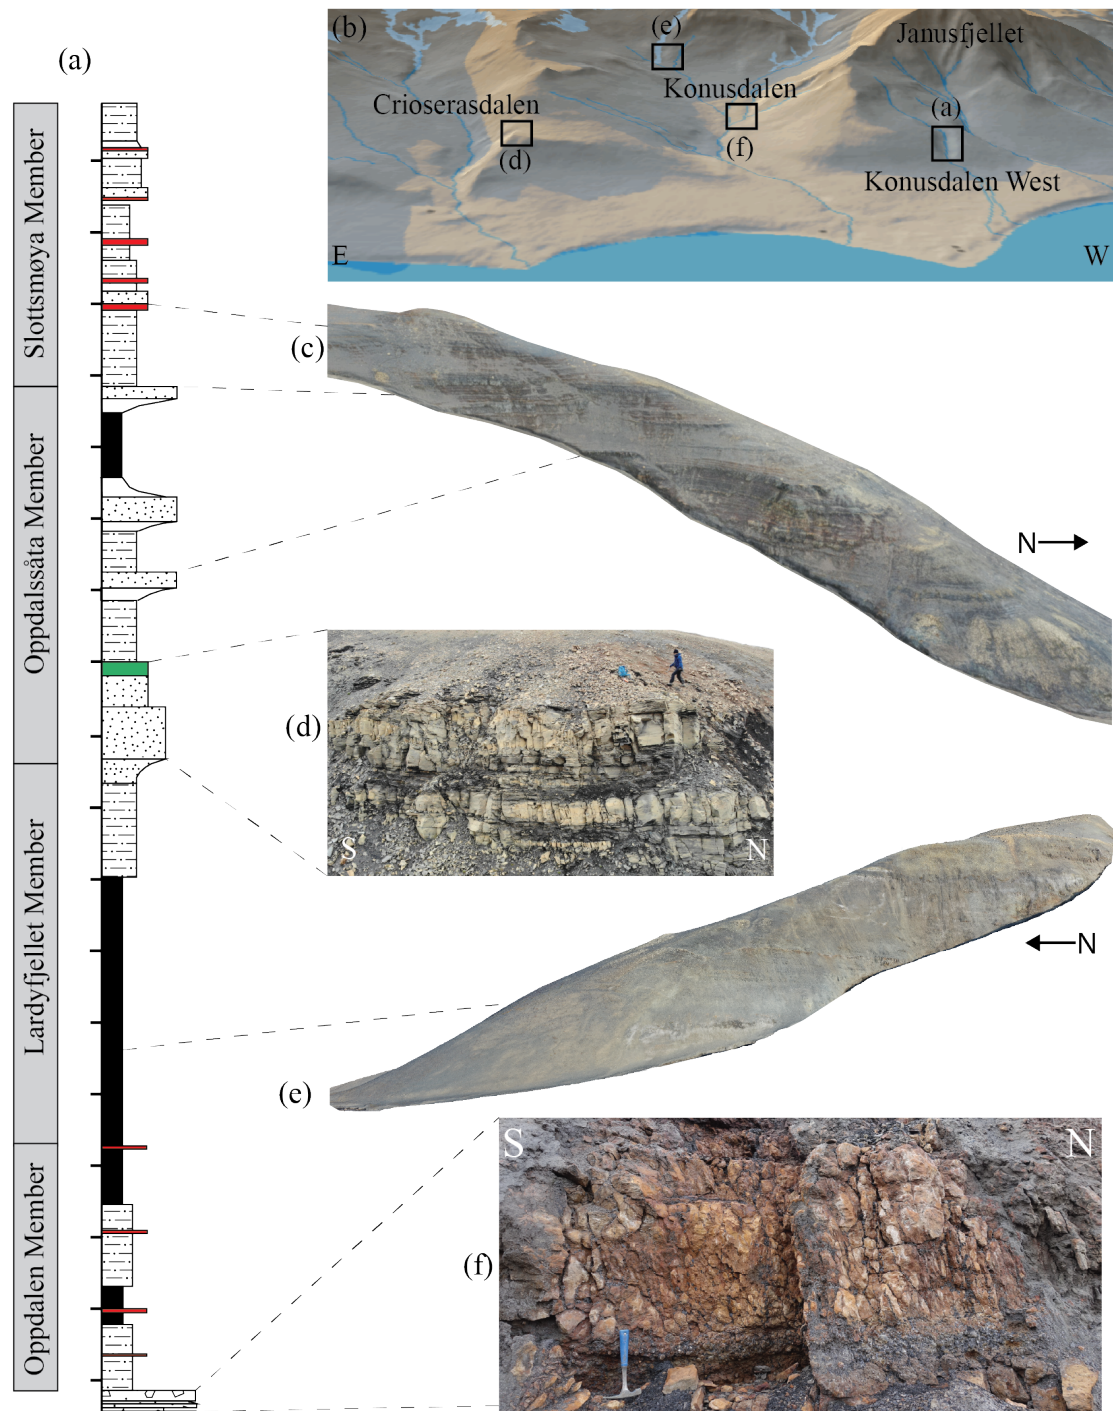 (a)
Slottsmøya Member
Oppdalssåta Member
Lardyfjellet Member
Oppdalen Member
(b)
(e)
Janusfjellet
Crioserasdalen
(d)
Konusdalen
(f)
(a)
Konusdalen West
E
W
(c)
N
(d)
S
N
N
(e)
S
N
(f)